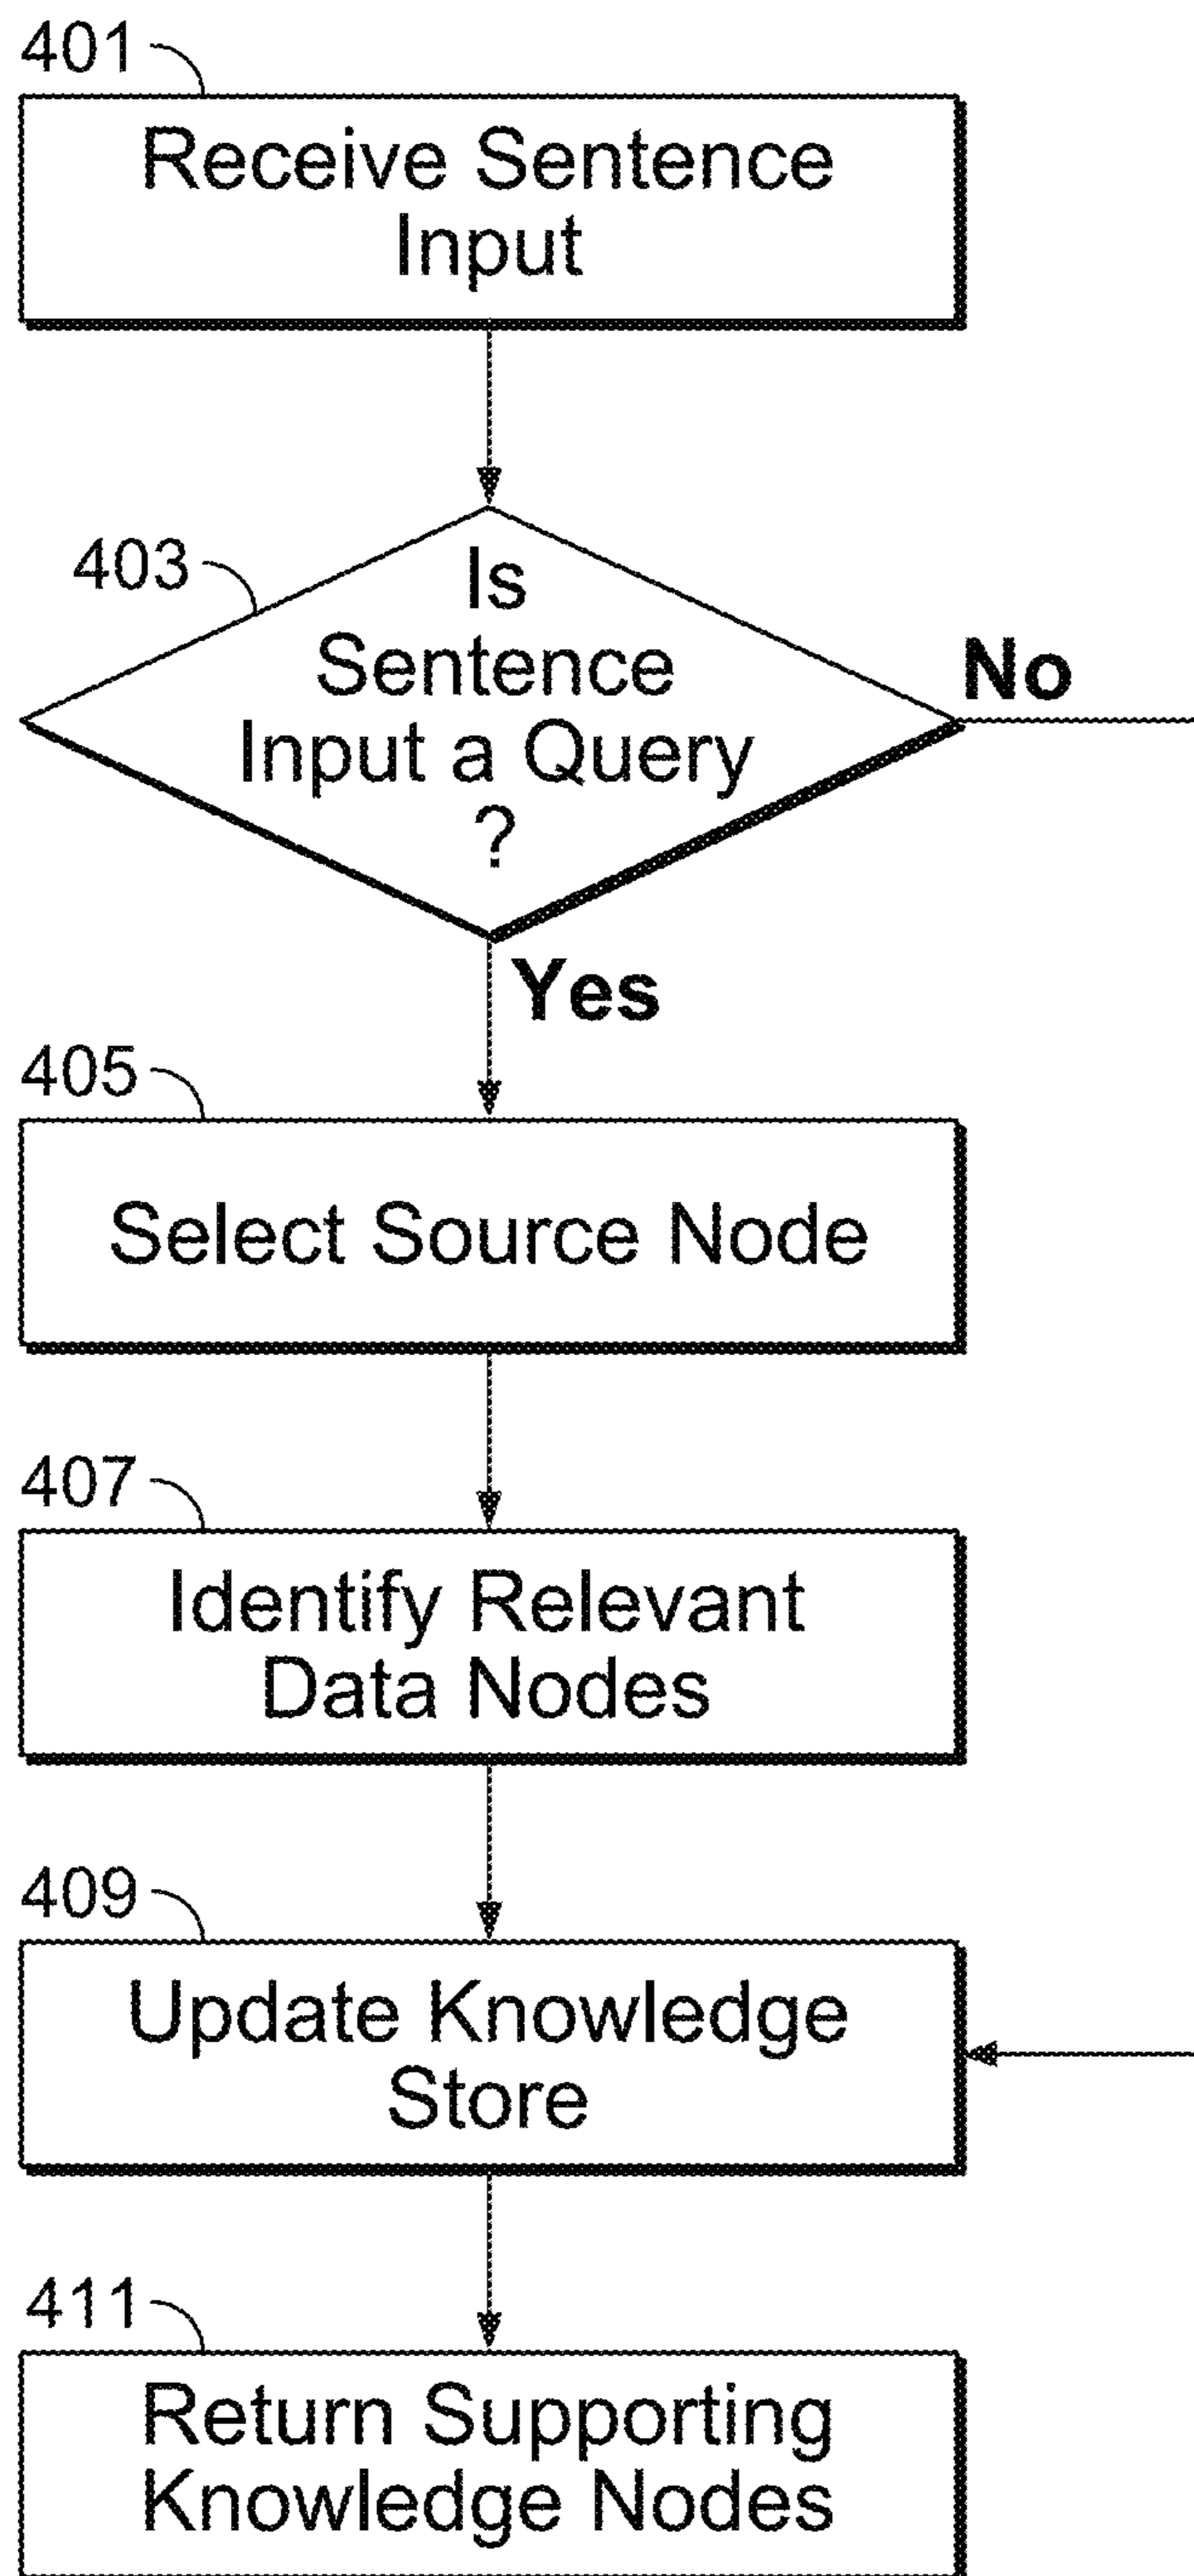 401
Receive Sentence
Input
403
Is
Sentence
Input a Query
?
No
Yes
405
Select Source Node
407
Identify Relevant
Data Nodes
409
Update Knowledge
Store
411
Return Supporting
Knowledge Nodes